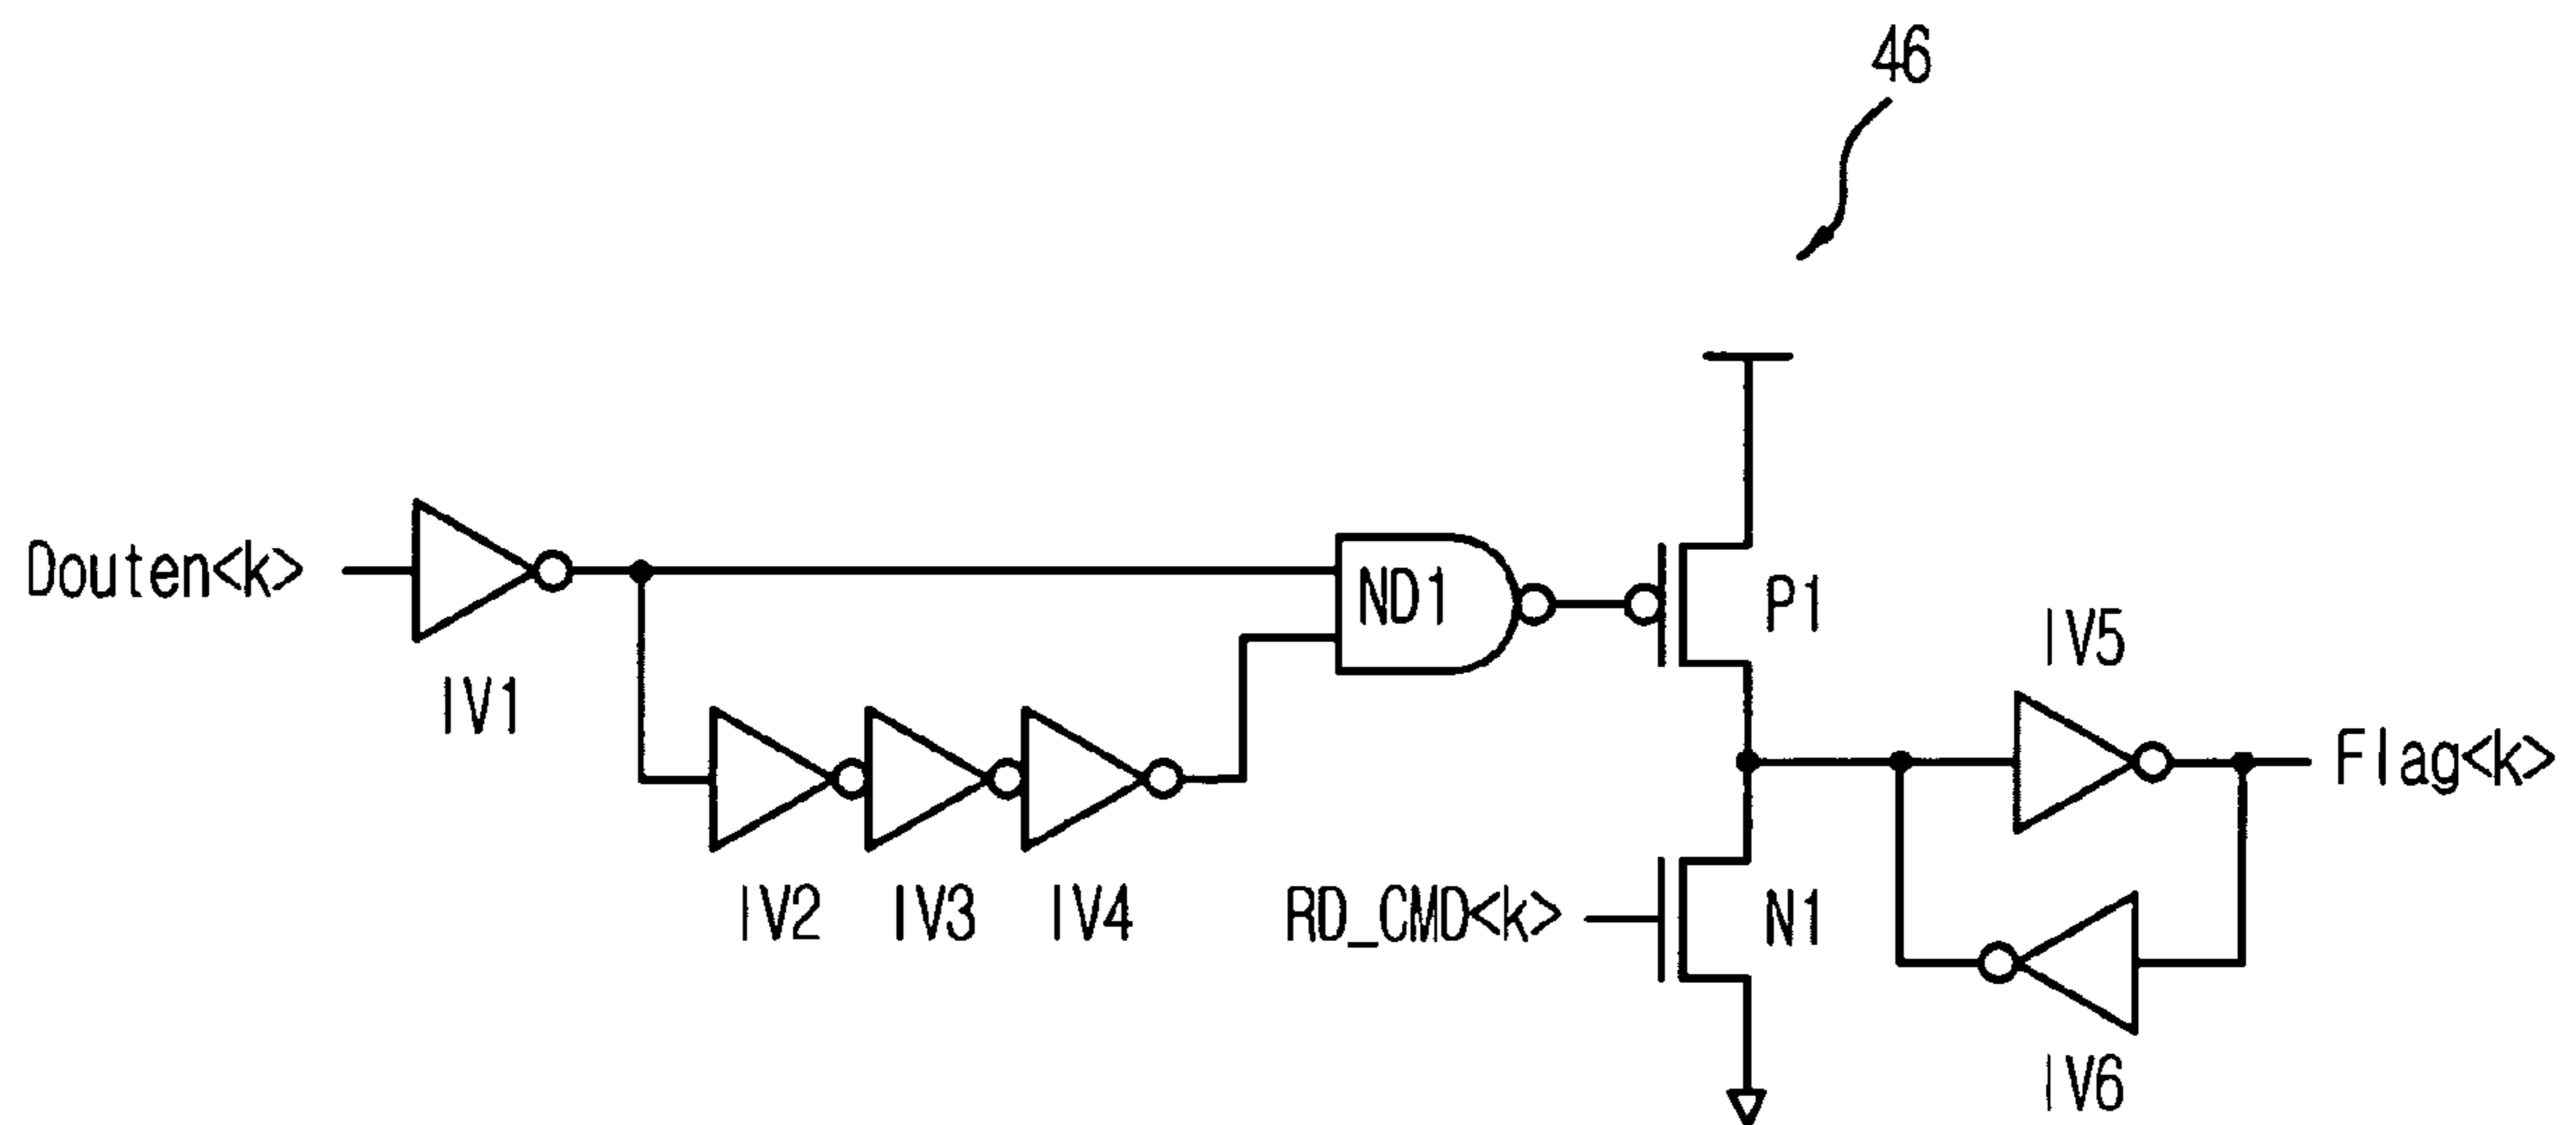 46
Douten<k>
IV1
IV2
IV3
IV4
ND1
P1
RD_CMD<k>
N1
IV5
Flag<k>
IV6